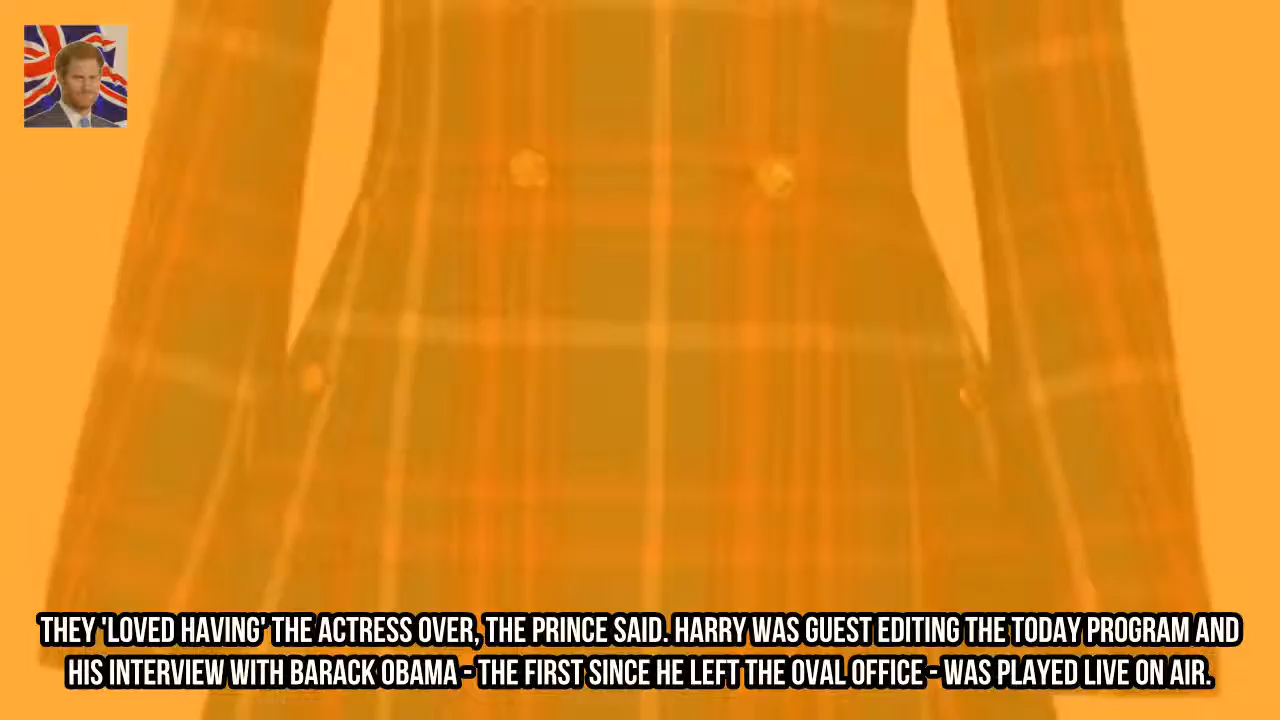 THEY 'LOVED HAVING' THE ACTRESS OVER, THE PRINCE SAID. HARRY WAS GUEST EDITING THE TODAY PROGRAM AND
HIS INTERVIEW WITH BARACK OBAMA - THE FIRST SINCE HE LEFT THE OVAL OFFICE - WAS PLAYED LIVE ON AIR.